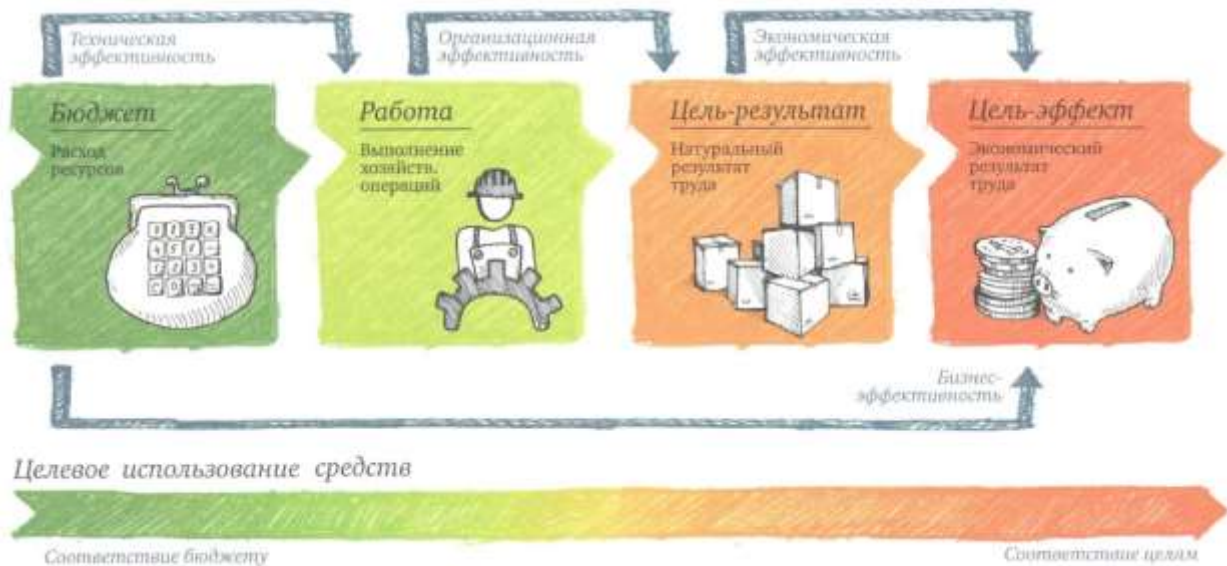 Техническая
эффективность
Организационная
эффективность
Экономическая
эффективность
Бюджет
Расход
ресурсов
Работа
Выполнение
хозяйств.
операций
Цель-результат
Натуральный
результат
труда
Цель-эффект
Экономический
результат
труда
Бизнес-
эффективность
Целевое использование средств
Соответствие бюджету
Соответствие целям